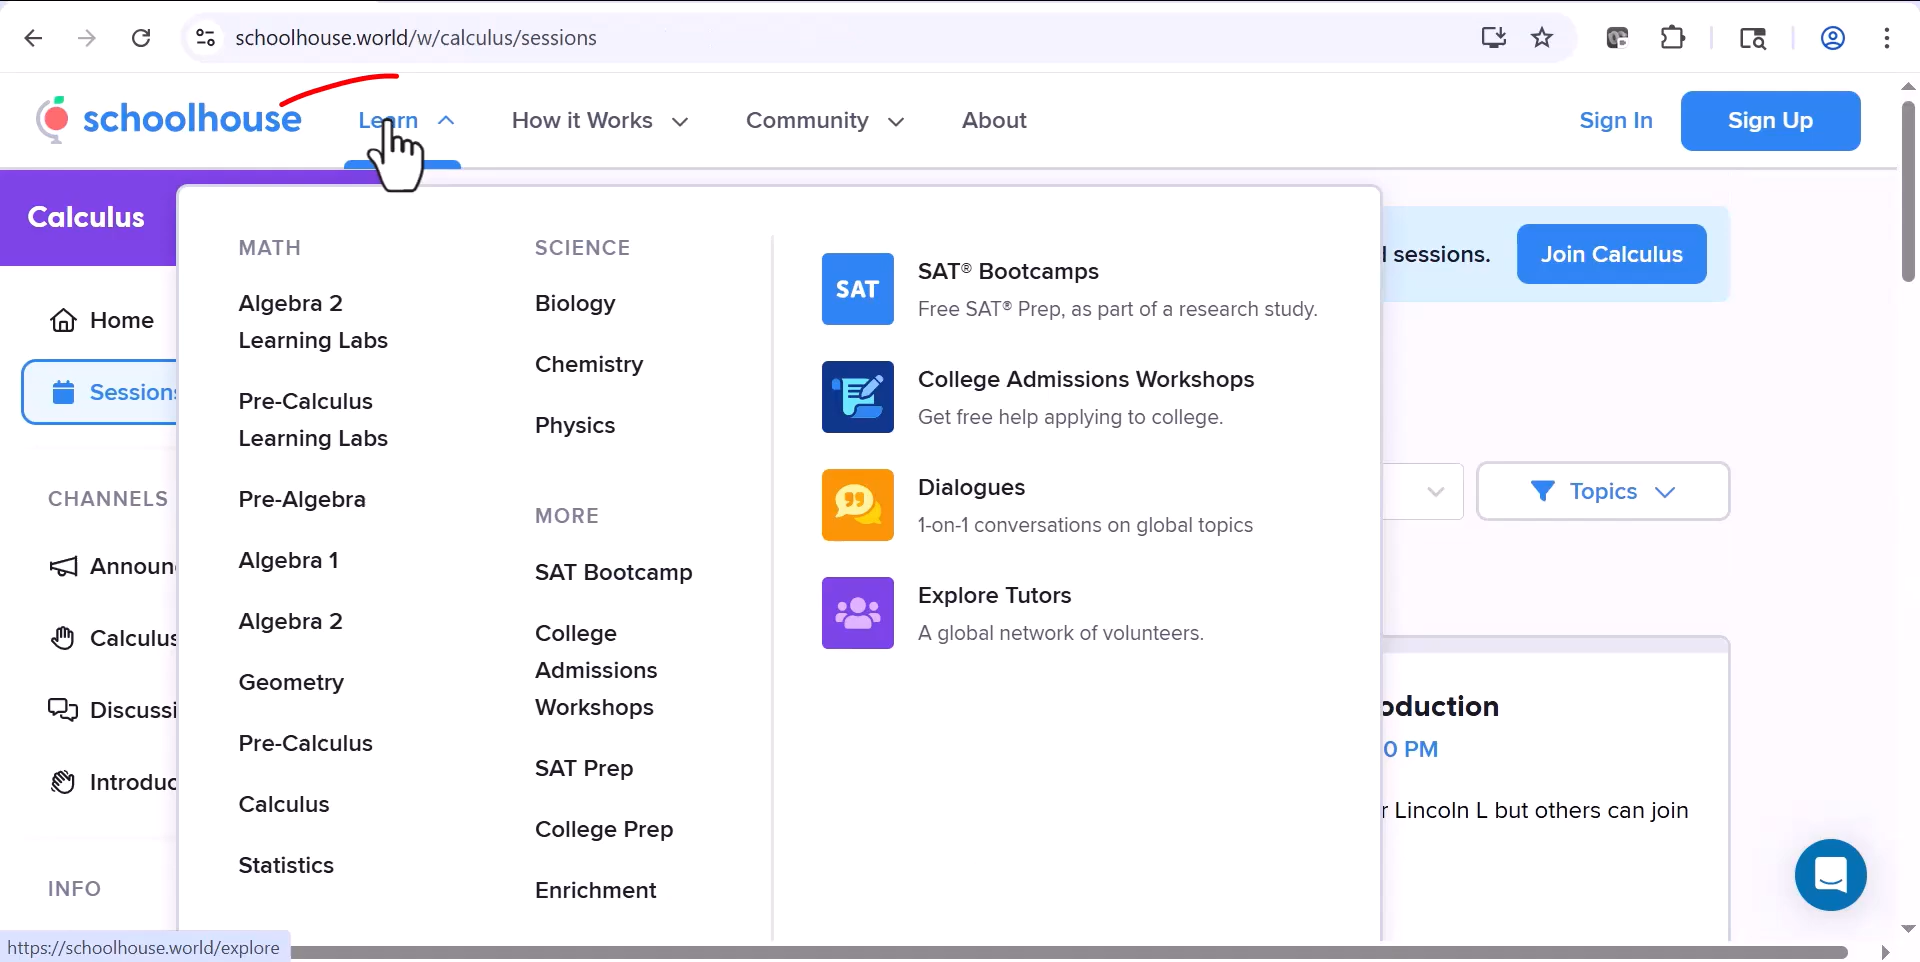 schoolhouse.world/w/calculus/sessions
schoolhouse
Learn
How it Works
Community
About
Sign In
Sign Up
Calculus
Home
Sessions
CHANNELS
Announ
Calculus
Discussi
Introduc
INFO
MATH
Algebra 2
Learning Labs
Pre-Calculus
Learning Labs
Pre-Algebra
Algebra 1
Algebra 2
Geometry
Pre-Calculus
Calculus
Statistics
SCIENCE
Biology
Chemistry
Physics
MORE
SAT Bootcamp
College
Admissions
Workshops
SAT Prep
College Prep
Enrichment
SAT
SAT® Bootcamps
Free SAT® Prep, as part of a research study.
College Admissions Workshops
Get free help applying to college.
Dialogues
1-on-1 conversations on global topics
Explore Tutors
A global network of volunteers.
sessions.
Join Calculus
Topics
oduction
0 PM
r Lincoln L but others can join
https://schoolhouse.world/explore